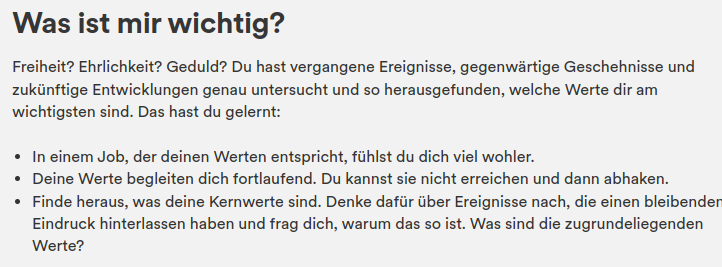 Was ist mir wichtig?
Freiheit? Ehrlichkeit? Geduld? Du hast vergangene Ereignisse, gegenwärtige Geschehnisse und
zukünftige Entwicklungen genau untersucht und so herausgefunden, welche Werte dir am
wichtigsten sind. Das hast du gelernt:
• In einem Job, der deinen Werten entspricht, fühlst du dich viel wohler.
• Deine Werte begleiten dich fortlaufend. Du kannst sie nicht erreichen und dann abhaken.
• Finde heraus, was deine Kernwerte sind. Denke dafür über Ereignisse nach, die einen bleibenden
Eindruck hinterlassen haben und frag dich, warum das so ist. Was sind die zugrundeliegenden
Werte?